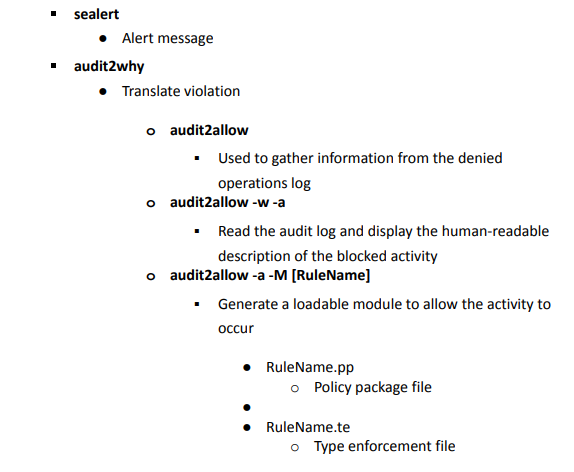 ▪ sealert
● Alert message
▪ audit2why
● Translate violation
o audit2allow
▪ Used to gather information from the denied
operations log
o audit2allow -w -a
▪ Read the audit log and display the human-readable
description of the blocked activity
o audit2allow -a -M [RuleName]
▪ Generate a loadable module to allow the activity to
occur
● RuleName.pp
o Policy package file
●
● RuleName.te
o Type enforcement file